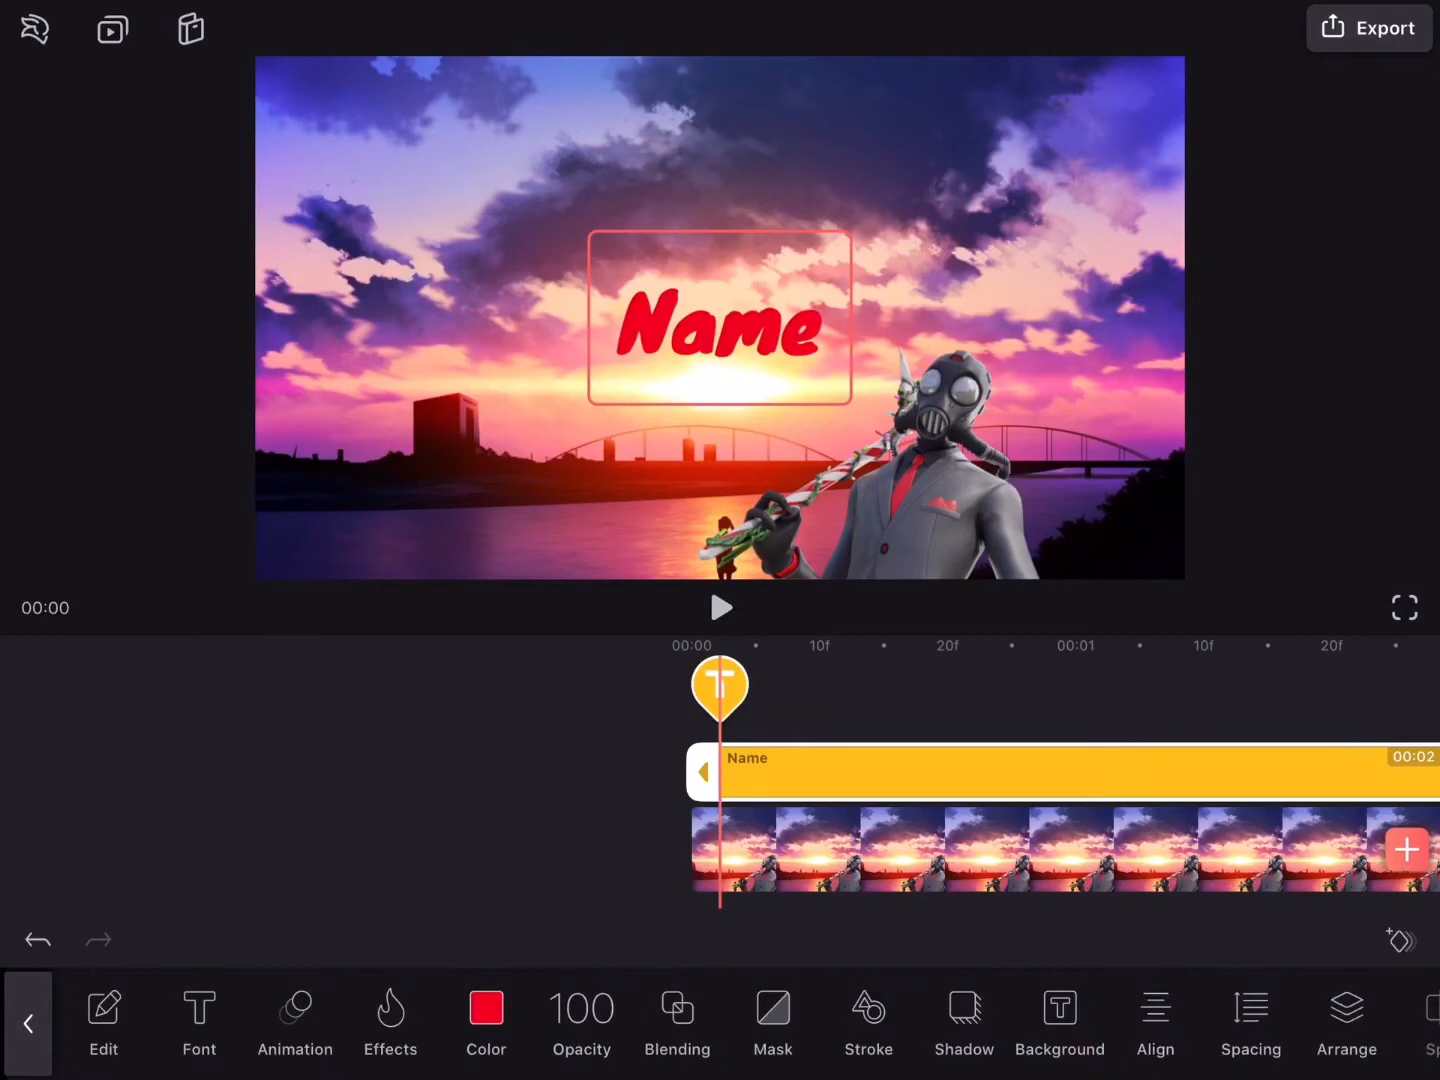 Export
Name
00:00
00:00 10f 20f 00:01 10f 20f
T
Name 00:02
100
Edit Font Animation Effects Color Opacity Blending Mask Stroke Shadow Background Align Spacing Arrange